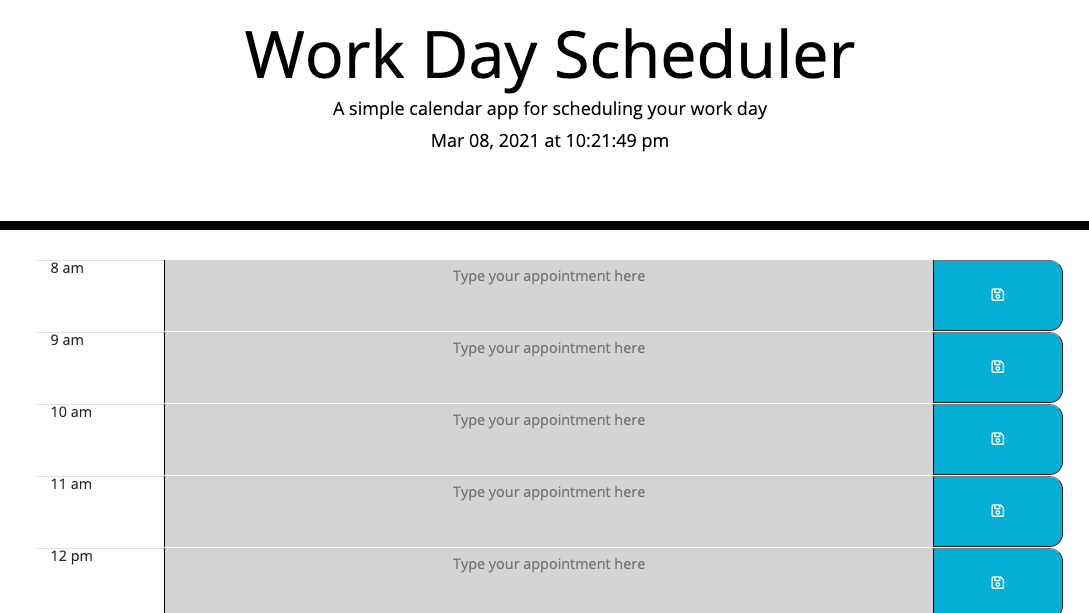 Work Day Scheduler
A simple calendar app for scheduling your work day
Mar 08, 2021 at 10:21:49 pm
8 am
Type your appointment here
9 am
Type your appointment here
10 am
Type your appointment here
11 am
Type your appointment here
12 pm
Type your appointment here